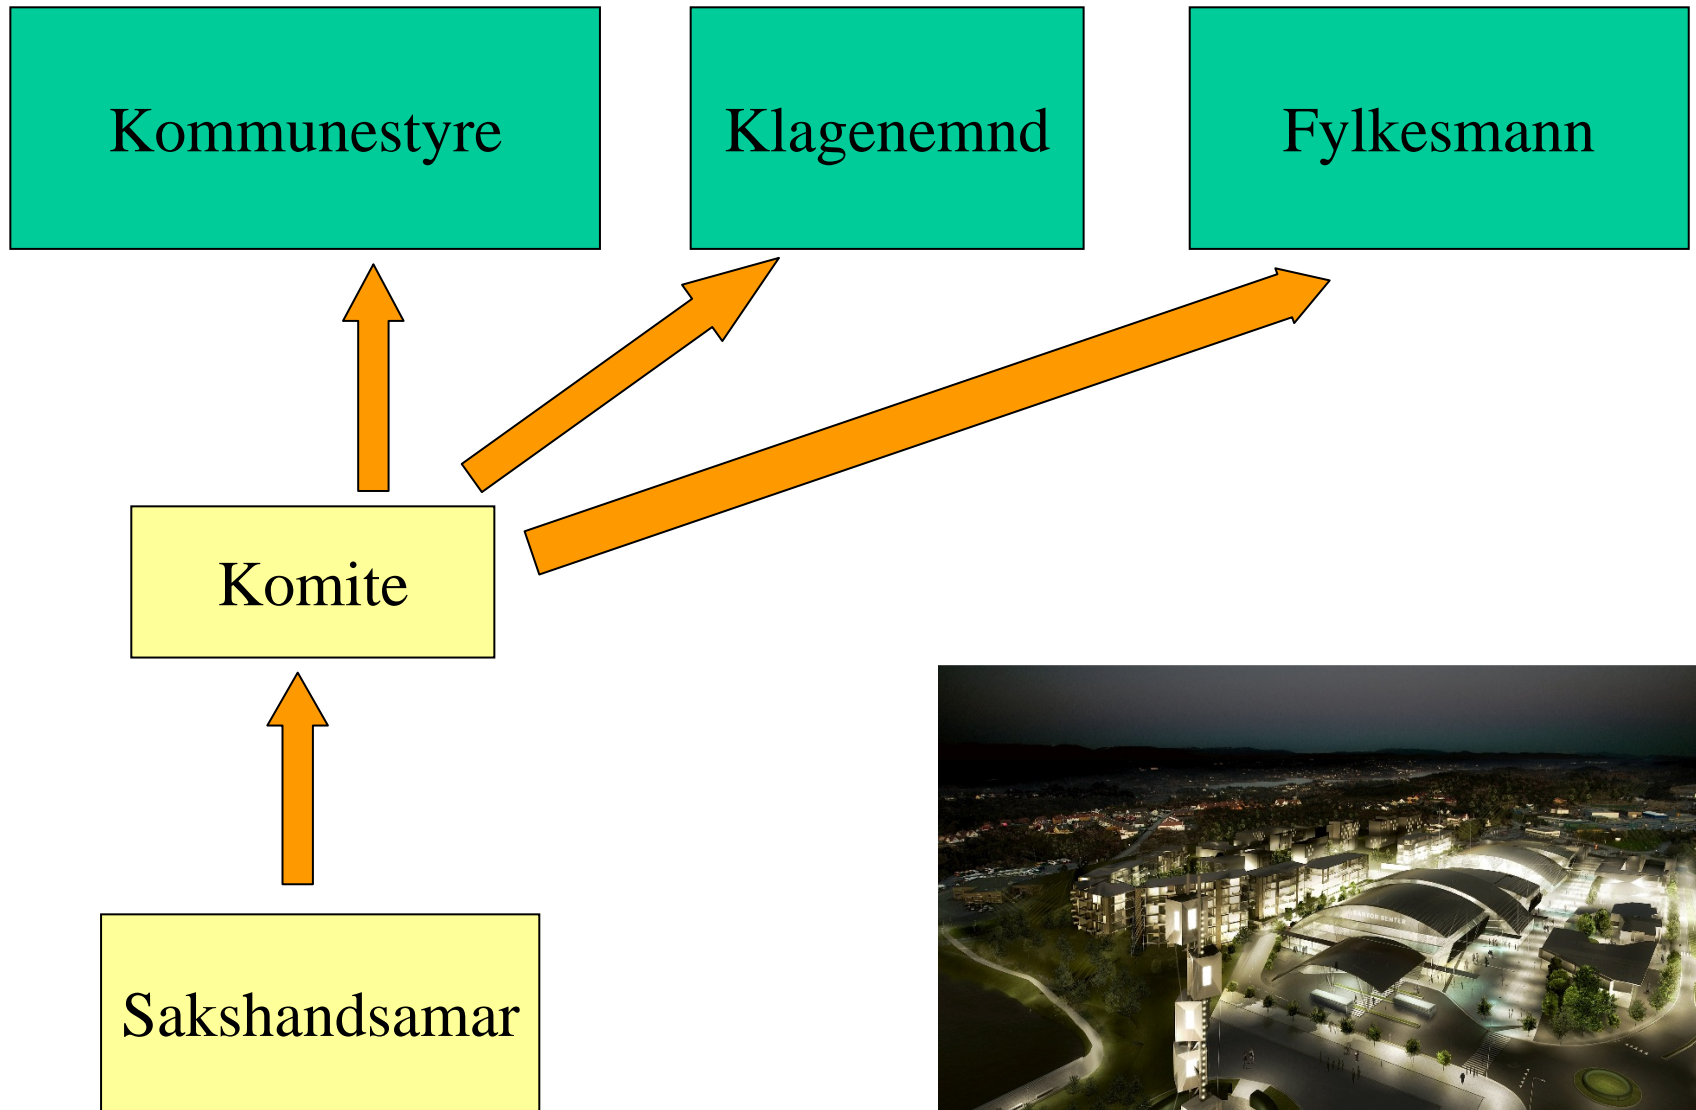 Kommunestyre
Klagenemnd
Fylkesmann
Komite
Sakshandsamar